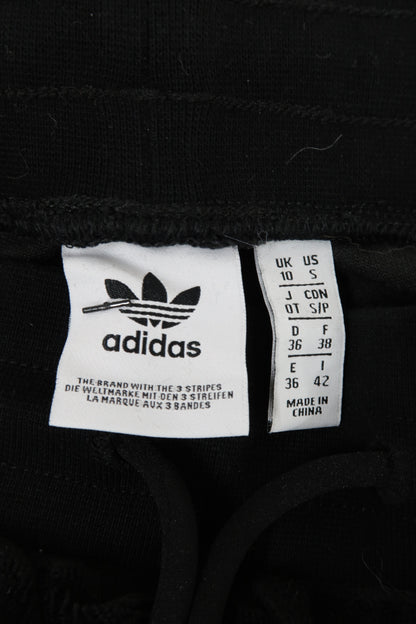 adidas
THE BRAND WITH THE 3 STRIPES
DIE WELTMARKE MIT DEN 3 STREIFEN
LA MARQUE AUX 3 BANDES
UK US
10 S
J CON
OT S/P
D F
36 38
E I
36 42
MADE IN
CHINA